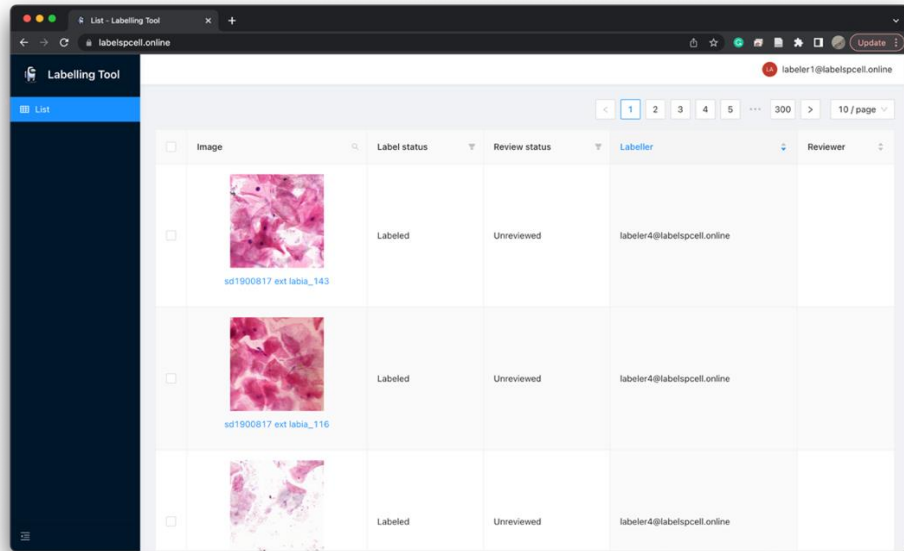 List - Labelling Tool
labelspcell.online
Update
Labelling Tool
LA labeler1@labelspcell.online
List
1 2 3 4 5 ••• 300 10 / page
Image Label status Review status Labeller Reviewer
Labeled Unreviewed labeler4@labelspcell.online
sd1900817 ext labia_143
Labeled Unreviewed labeler4@labelspcell.online
sd1900817 ext labia_116
Labeled Unreviewed labeler4@labelspcell.online